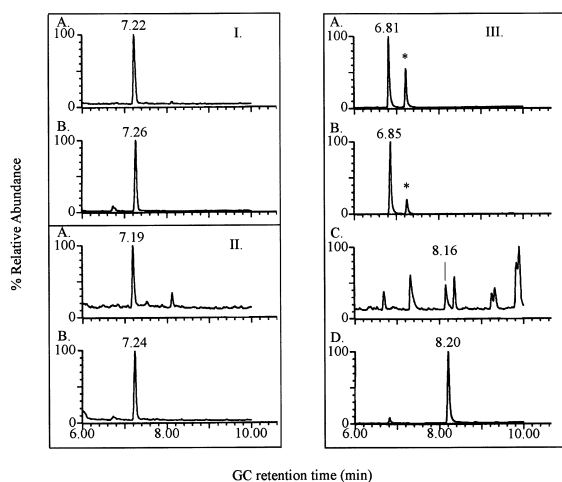 A.
7.22
I.
100
0
B.
7.26
100
0
A.
7.19
II.
100
0
B.
7.24
100
0
6.00
8.00
10.00
A.
6.81
III.
100
*
0
B.
6.85
100
*
0
C.
8.16
100
0
D.
8.20
100
0
6.00
8.00
10.00
% Relative Abundance
GC retention time (min)